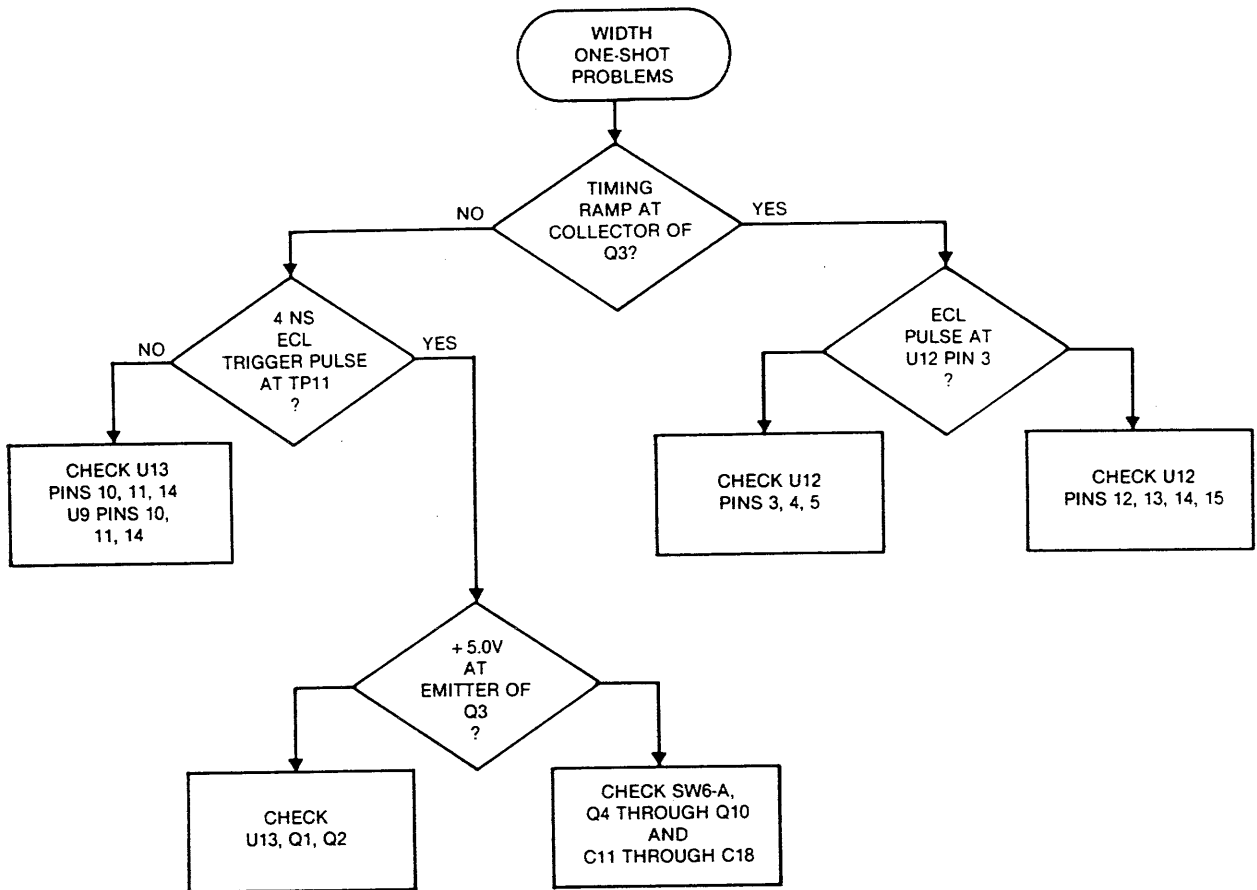 WIDTH
ONE-SHOT
PROBLEMS
TIMING
RAMP AT
COLLECTOR OF
Q3?
NO
YES
4 NS
ECL
TRIGGER PULSE
AT TP11
?
NO
YES
ECL
PULSE AT
U12 PIN 3
?
CHECK U13
PINS 10, 11, 14
U9 PINS 10,
11, 14
CHECK U12
PINS 3, 4, 5
CHECK U12
PINS 12, 13, 14, 15
+ 5.0V
AT
EMITTER OF
Q3
?
CHECK
U13, Q1, Q2
CHECK SW6-A,
Q4 THROUGH Q10
AND
C11 THROUGH C18